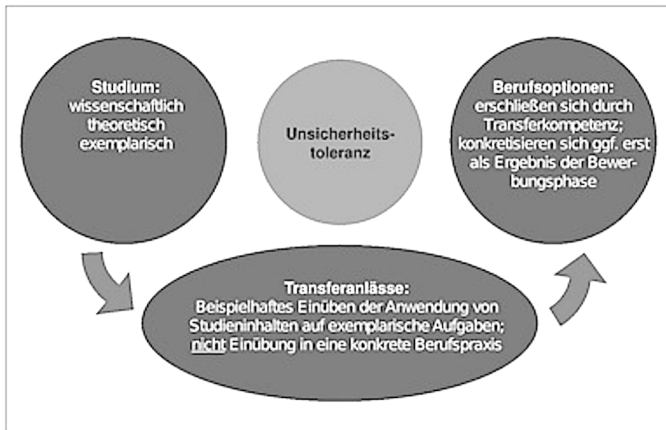 Studium:
wissenschaftlich
theoretisch
exemplarisch
Unsicherheits-
toleranz
Berufsoptionen:
erschließen sich durch
Transferkompetenz;
konkretisieren sich ggf. erst
als Ergebnis der Bewer-
bungsphase
Transferanlässe:
Beispielhaftes Einüben der Anwendung von
Studieninhalten auf exemplarische Aufgaben;
nicht Einübung in eine konkrete Berufspraxis